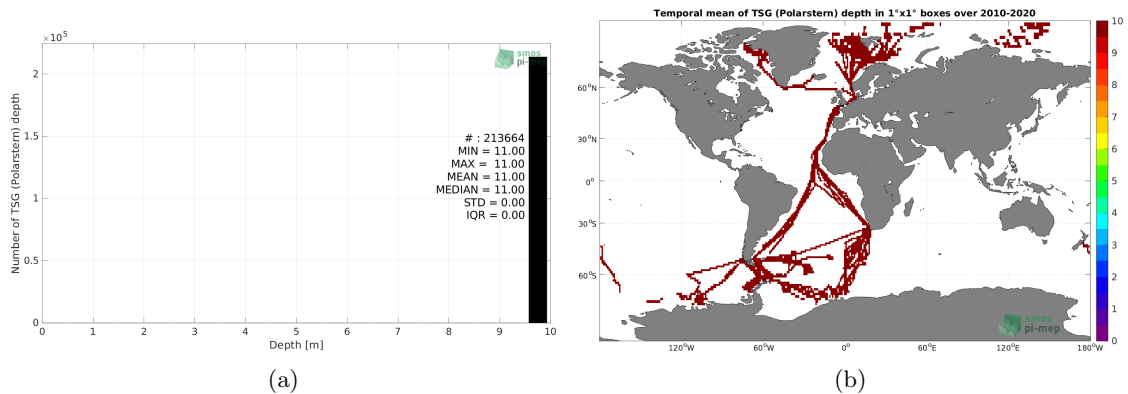 ×10⁵
2
1.5
1
0.5
0
Number of TSG (Polarstern) depth
smos
pi-mep
# : 213664
MIN = 11.00
MAX = 11.00
MEAN = 11.00
MEDIAN = 11.00
STD = 0.00
IQR = 0.00
0 1 2 3 4 5 6 7 8 9 10
Depth [m]
(a)
Temporal mean of TSG (Polarstern) depth in 1°x1° boxes over 2010-2020
60°N
30°N
0°
30°S
60°S
120°W 60°W 0° 60°E 120°E 180°W
smos
pi-mep
10
9
8
7
6
5
4
3
2
1
0
(b)